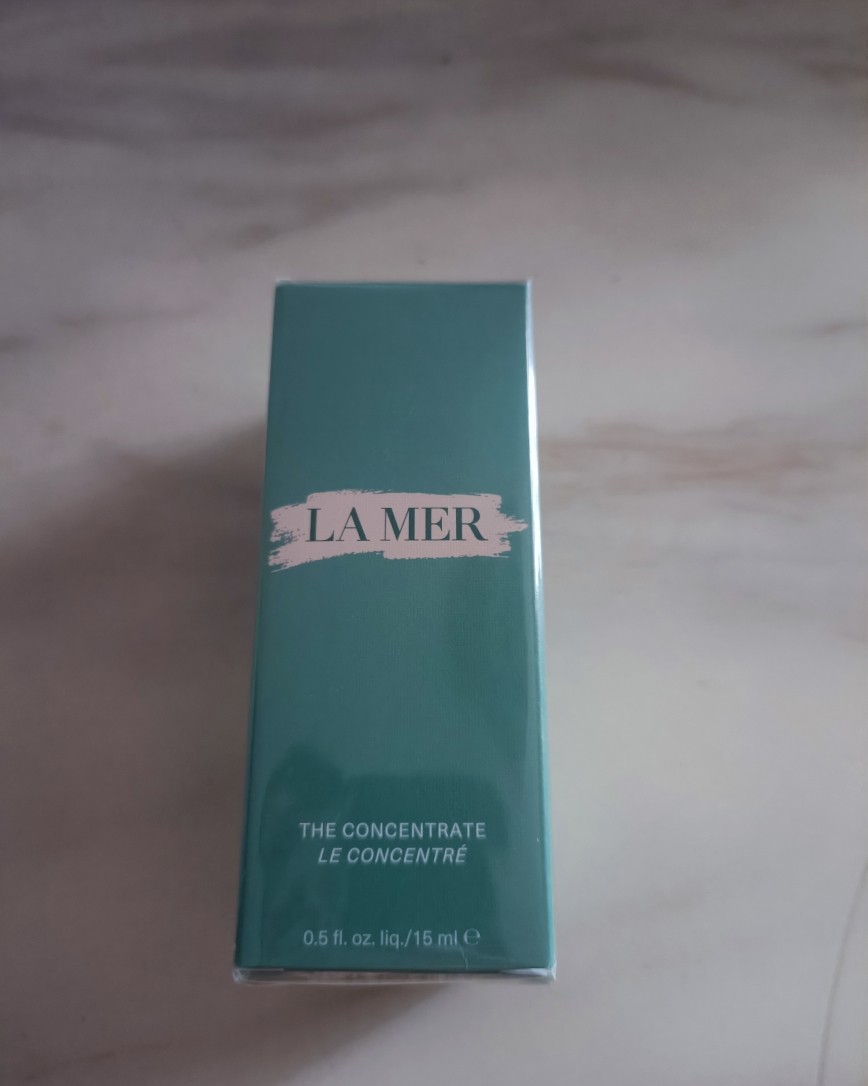 LA MER
THE CONCENTRATE
LE CONCENTRÉ
0.5 fl. oz. liq./15 ml ℮